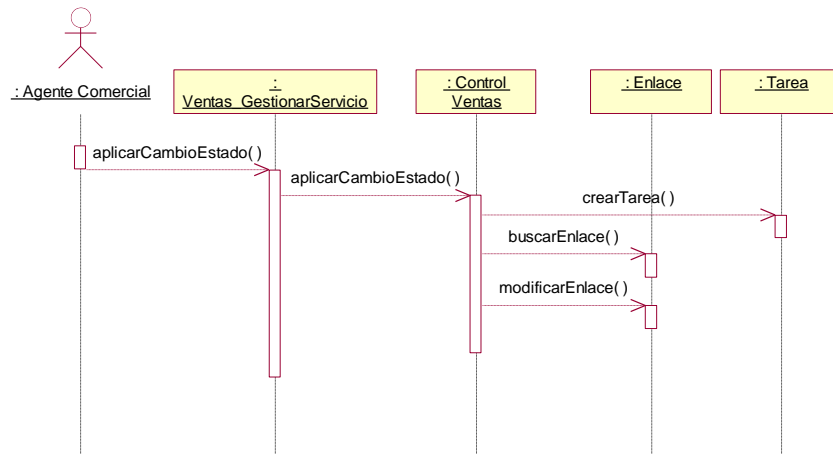 : Agente Comercial
:
Ventas_GestionarServicio
: Control
Ventas
: Enlace
: Tarea
aplicarCambioEstado( )
aplicarCambioEstado( )
crearTarea( )
buscarEnlace( )
modificarEnlace( )